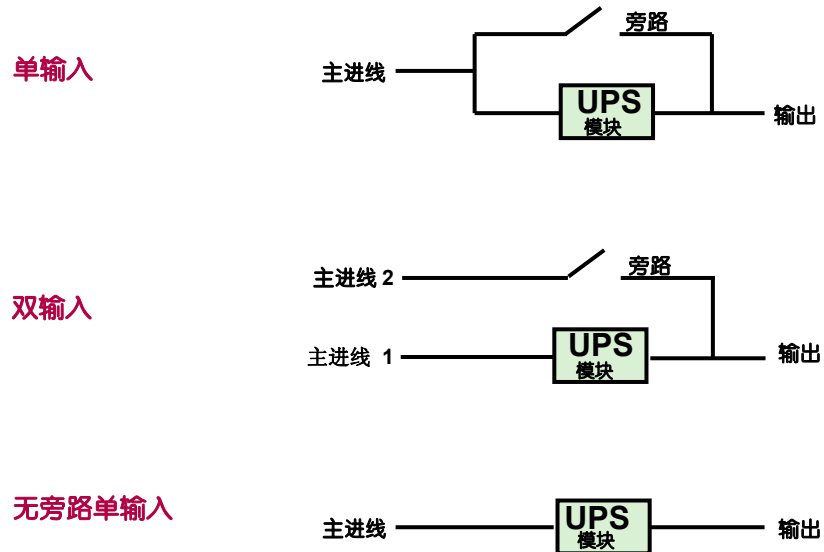 旁路
单输入
主进线
UPS
模块
输出
旁路
主进线 2
双输入
UPS
模块
主进线 1
输出
无旁路单输入
主进线
UPS
模块
输出